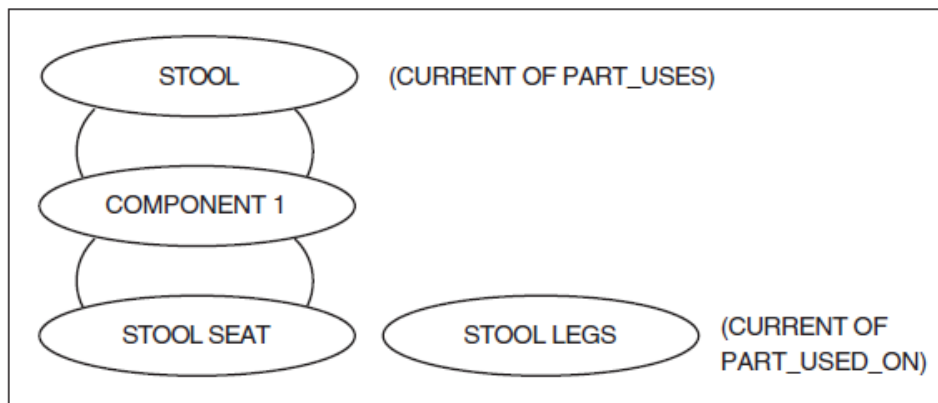 STOOL (CURRENT OF PART_USES)
COMPONENT 1
STOOL SEAT STOOL LEGS (CURRENT OF
PART_USED_ON)